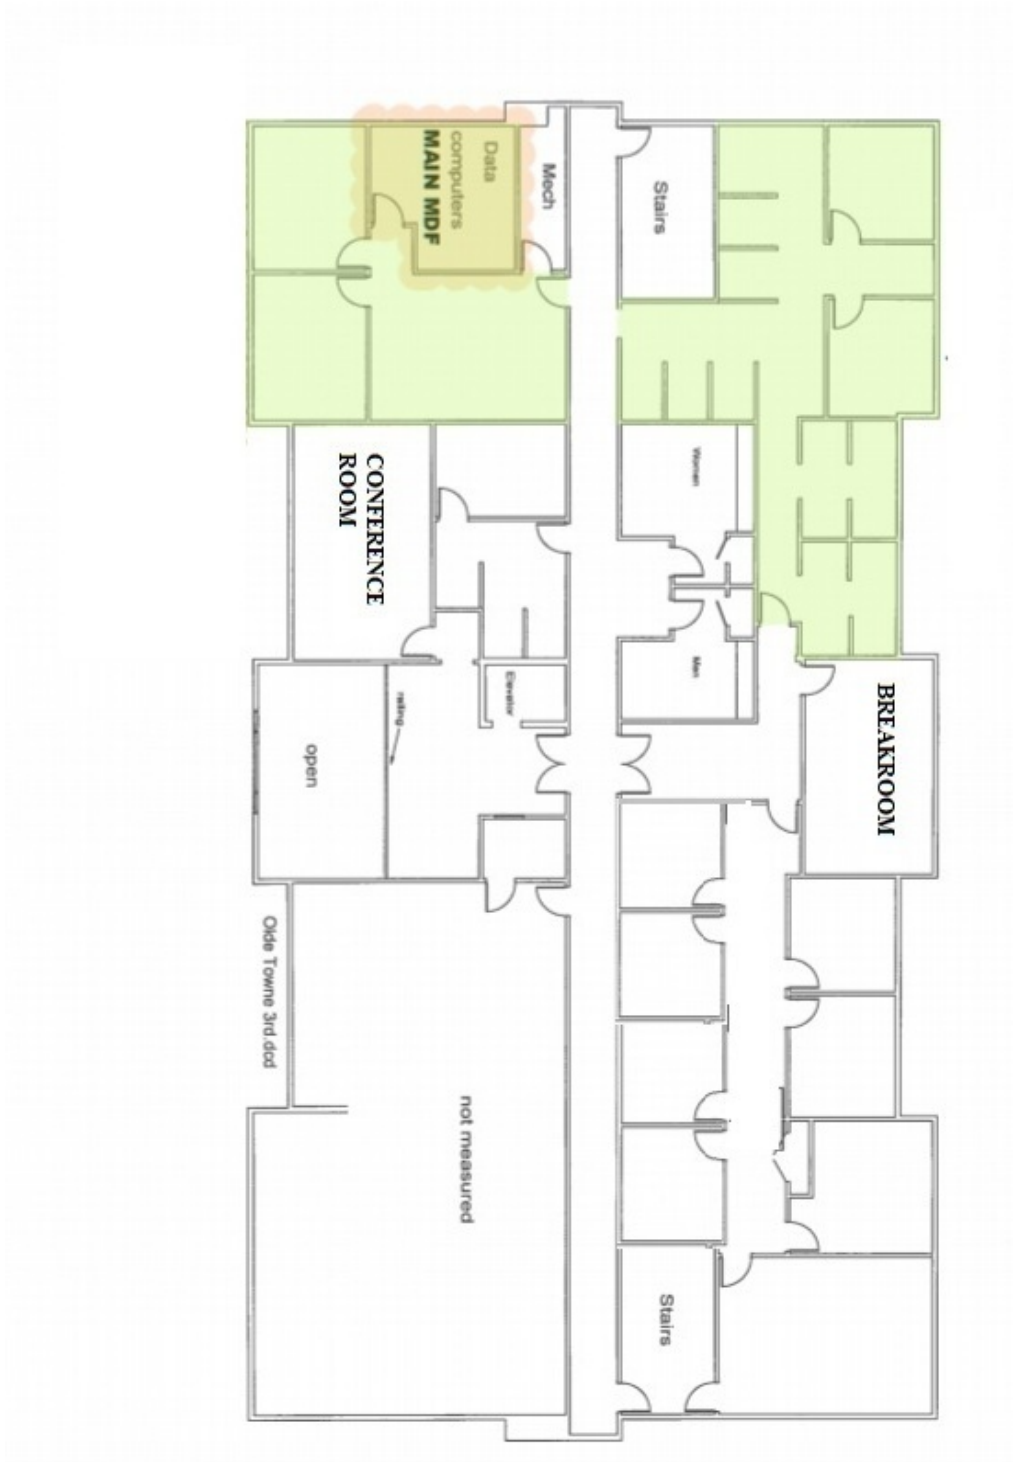 Data
computers
MAIN MDF
Mech
Stairs
CONFERENCE
ROOM
Women
Men
Elevator
railing
open
BREAKROOM
Olde Towne 3rd.dcd
not measured
Stairs